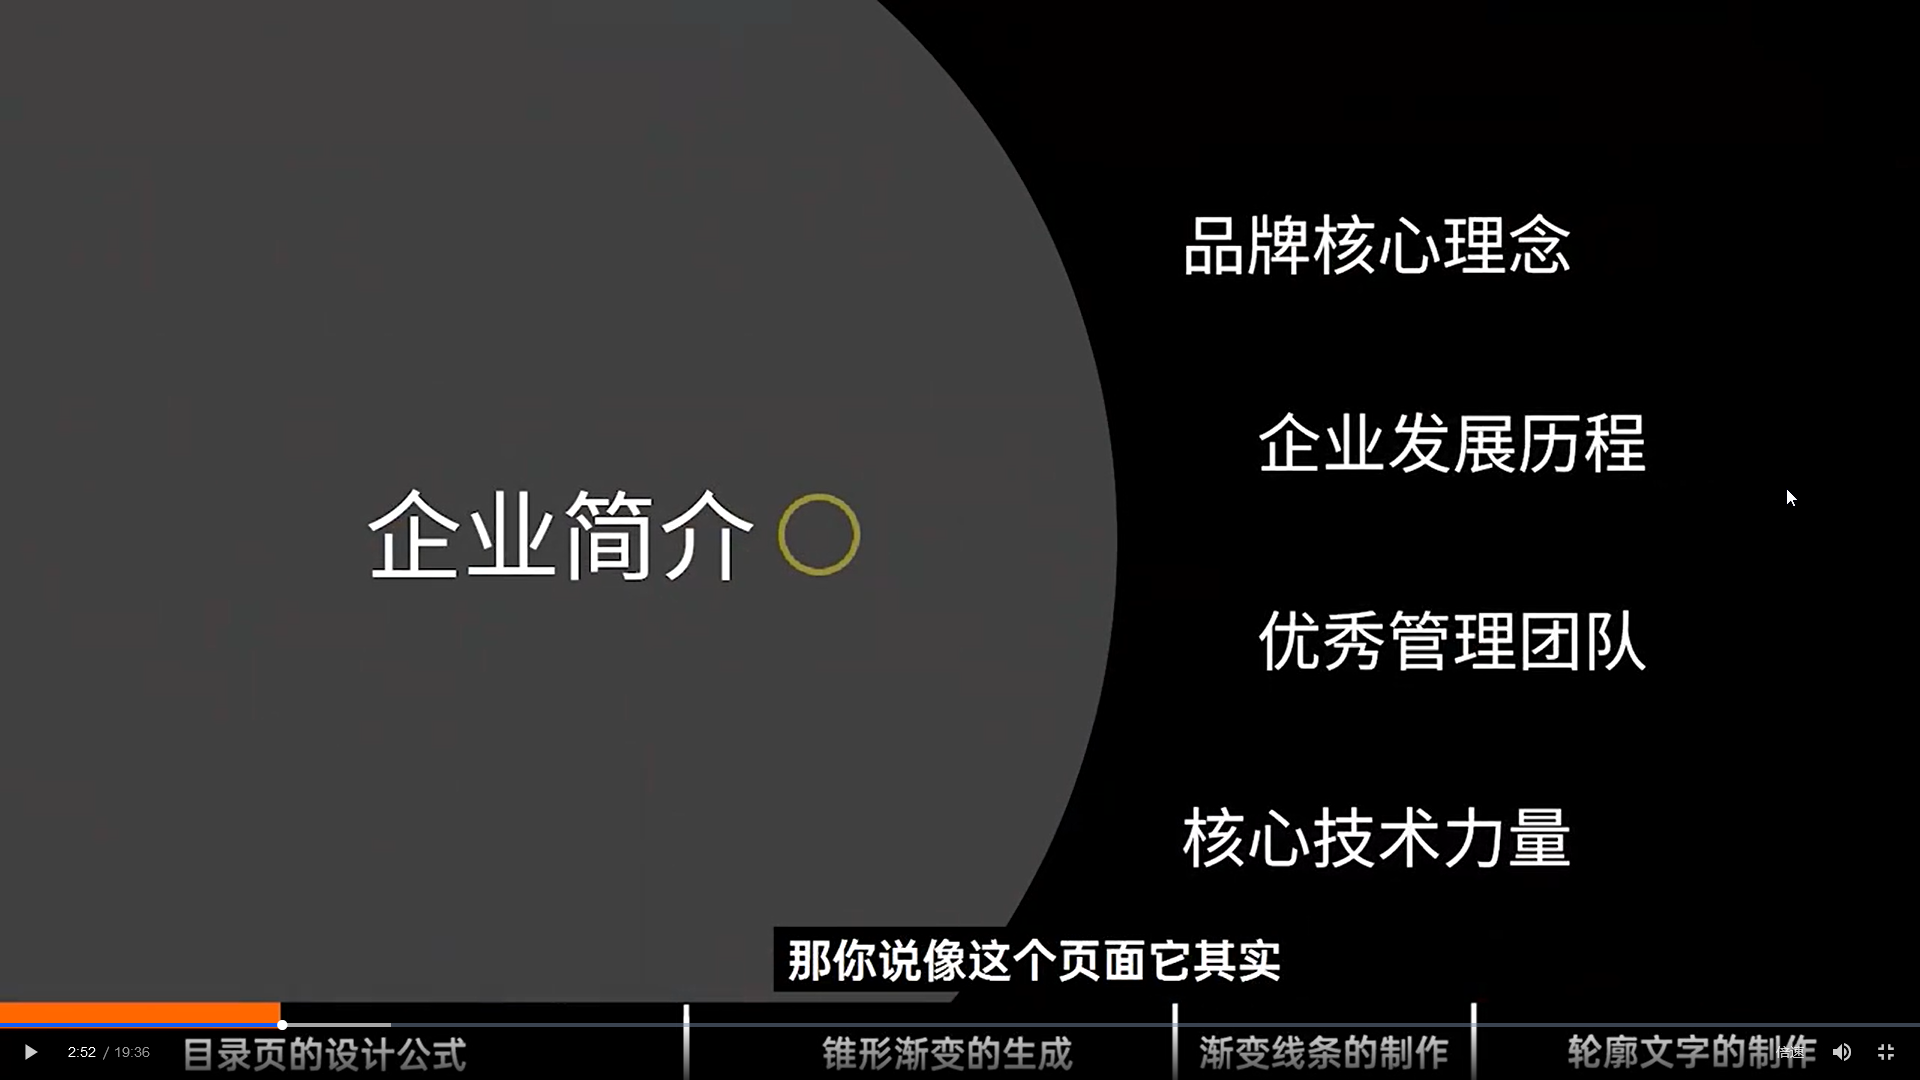 品牌核心理念
企业发展历程
企业简介
优秀管理团队
核心技术力量
那你说像这个页面它其实
2:52 / 19:36
目录页的设计公式
锥形渐变的生成
渐变线条的制作
轮廓文字的制作
倍速